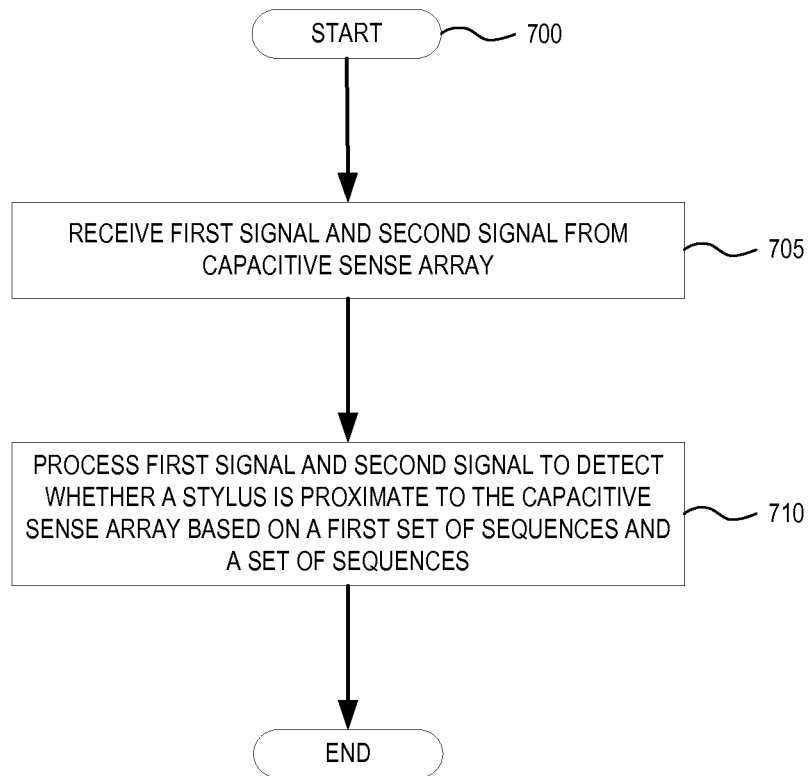 START
700
RECEIVE FIRST SIGNAL AND SECOND SIGNAL FROM
CAPACITIVE SENSE ARRAY
705
PROCESS FIRST SIGNAL AND SECOND SIGNAL TO DETECT
WHETHER A STYLUS IS PROXIMATE TO THE CAPACITIVE
SENSE ARRAY BASED ON A FIRST SET OF SEQUENCES AND
A SET OF SEQUENCES
710
END